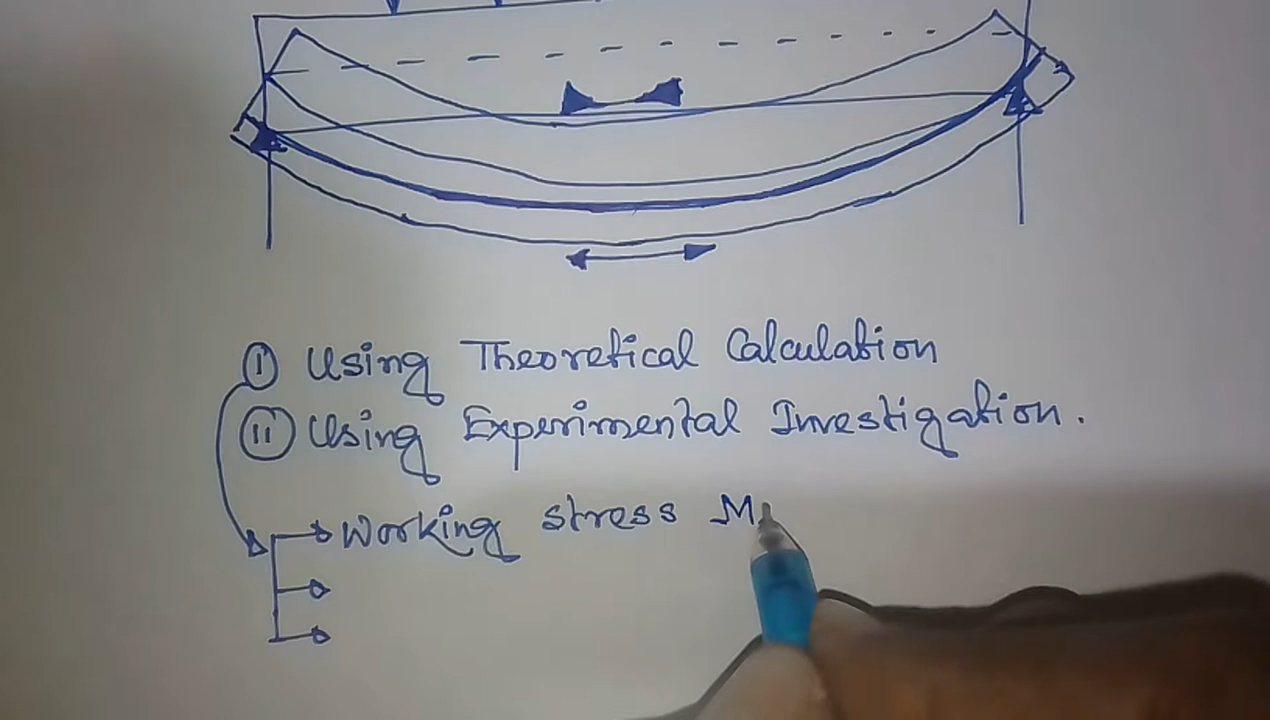 I Using Theoretical Calculation
II Using Experimental Investigation.
Working stress M